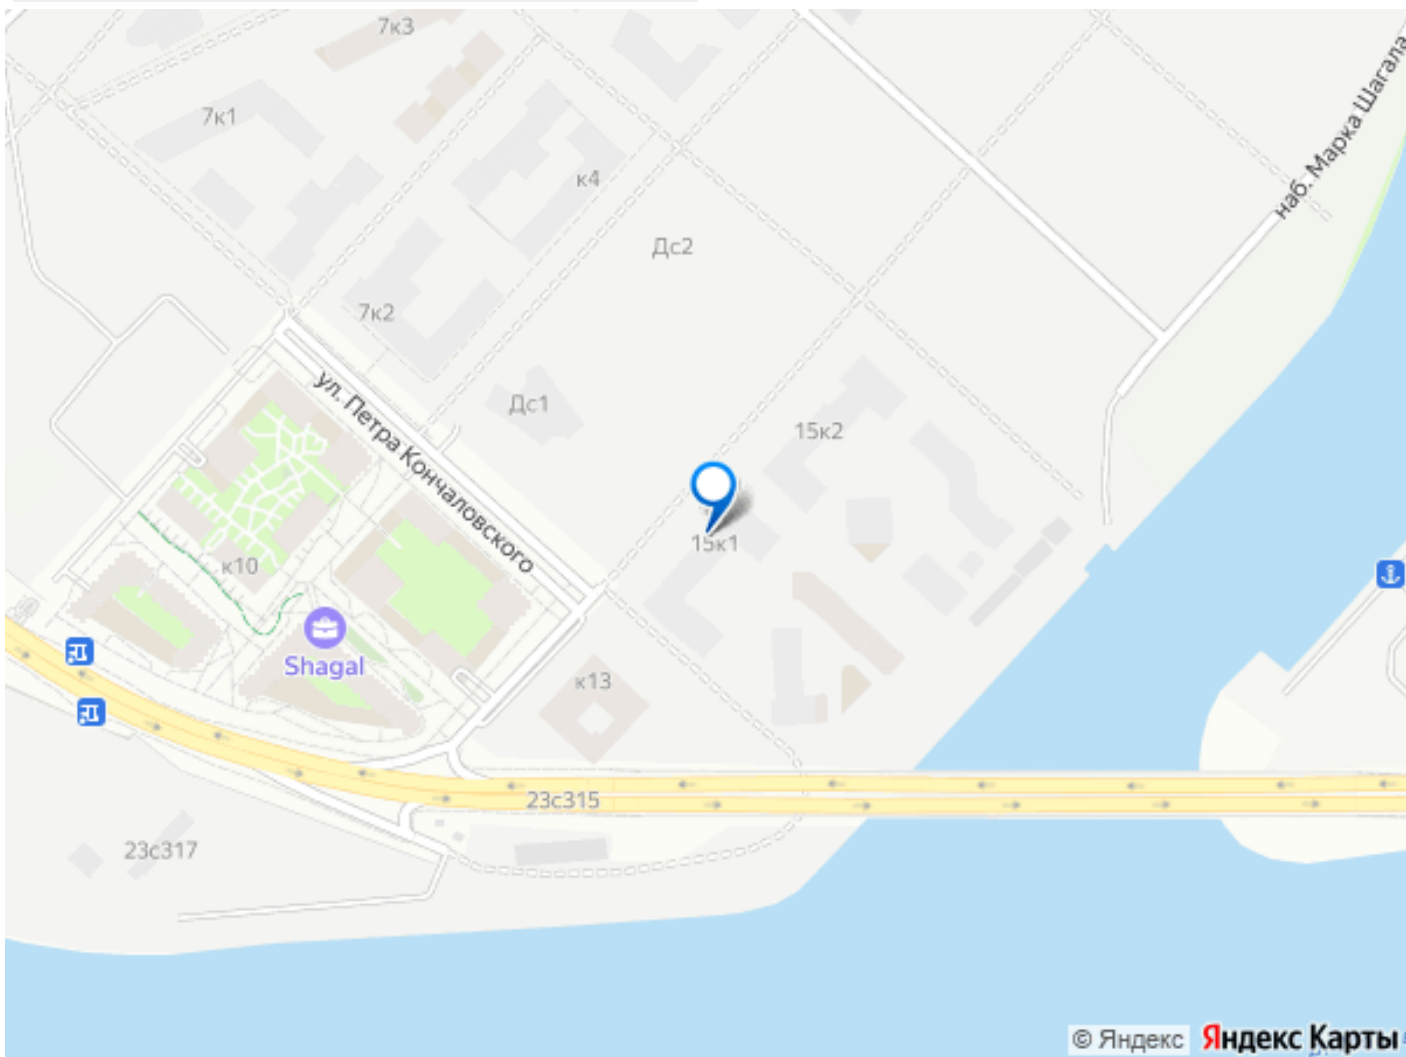 7к3
7к1
наб. Марка Шагала
к4
Дс2
7к2
ул. Петра Кончаловского
Дс1
15к2
15к1
к10
Shagal
к13
23с315
23с317
© Яндекс Яндекс Карты